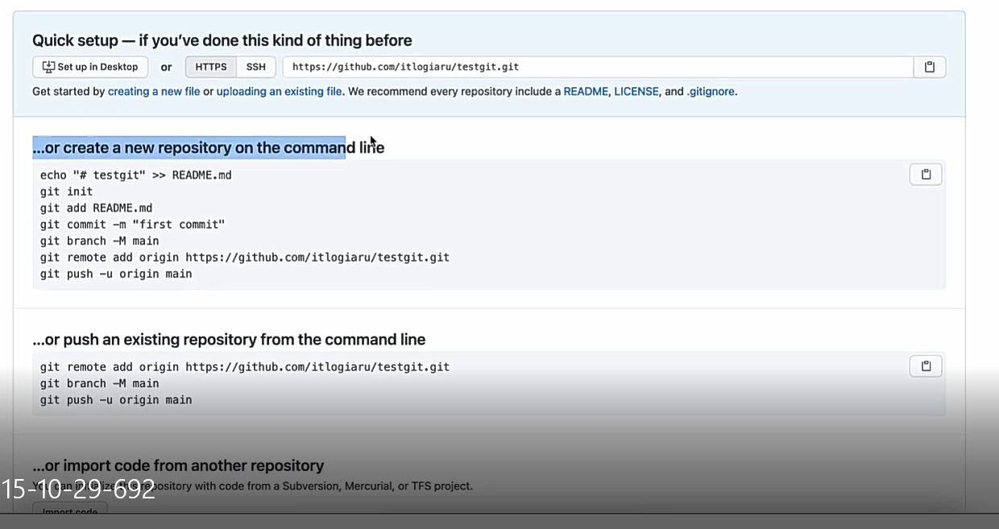 Quick setup — if you've done this kind of thing before
Set up in Desktop or HTTPS SSH https://github.com/itlogiaru/testgit.git
Get started by creating a new file or uploading an existing file. We recommend every repository include a README, LICENSE, and .gitignore.
...or create a new repository on the command line
echo "# testgit" >> README.md
git init
git add README.md
git commit -m "first commit"
git branch -M main
git remote add origin https://github.com/itlogiaru/testgit.git
git push -u origin main
...or push an existing repository from the command line
git remote add origin https://github.com/itlogiaru/testgit.git
git branch -M main
git push -u origin main
...or import code from another repository
You can initialize this repository with code from a Subversion, Mercurial, or TFS project.
15-10-29-692
Import code